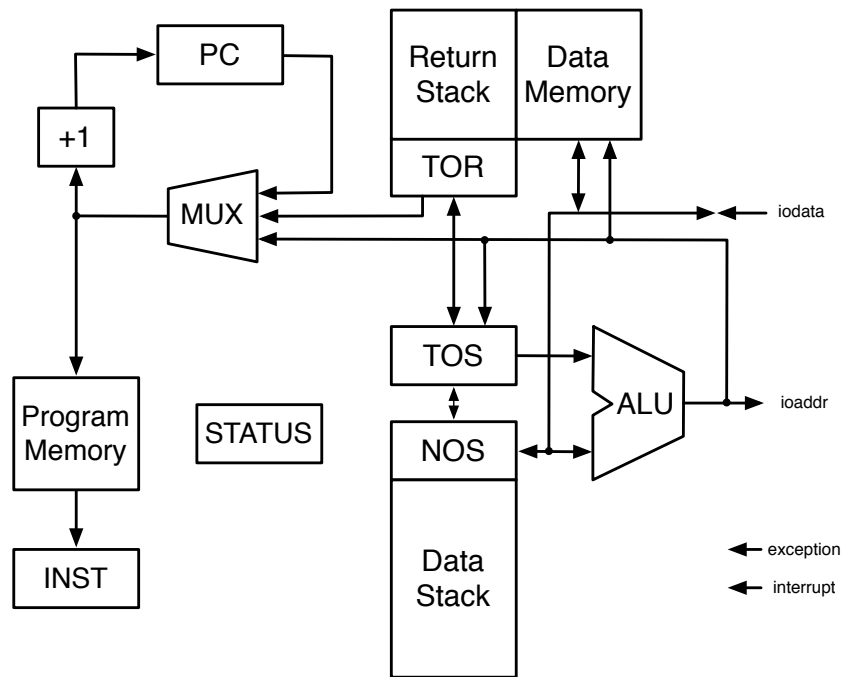 PC
Return
Stack
Data
Memory
+1
TOR
MUX
iodata
TOS
ALU
ioaddr
Program
Memory
STATUS
NOS
INST
Data
Stack
exception
interrupt